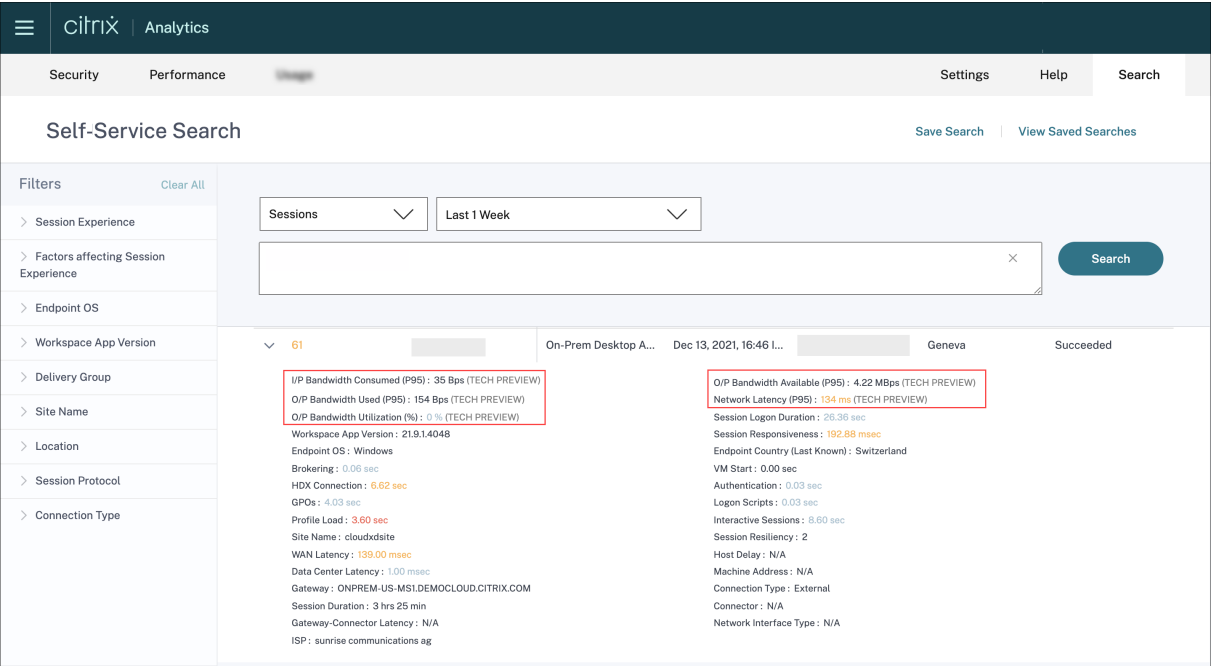 citrix Analytics
Security Performance Settings Help Search
Self-Service Search
Save Search View Saved Searches
Filters Clear All
Session Experience
Factors affecting Session
Experience
Endpoint OS
Workspace App Version
Delivery Group
Site Name
Location
Session Protocol
Connection Type
Sessions Last 1 Week
Search
61 On-Prem Desktop A... Dec 13, 2021, 16:46 I... Geneva Succeeded
I/P Bandwidth Consumed (P95) : 35 Bps (TECH PREVIEW)
O/P Bandwidth Used (P95) : 154 Bps (TECH PREVIEW)
O/P Bandwidth Utilization (%) : 0 % (TECH PREVIEW)
Workspace App Version : 21.9.1.4048
Endpoint OS : Windows
Brokering : 0.06 sec
HDX Connection : 6.62 sec
GPOs : 4.03 sec
Profile Load : 3.60 sec
Site Name : cloudxdsite
WAN Latency : 139.00 msec
Data Center Latency : 1.00 msec
Gateway : ONPREM-US-MS1.DEMOCLOUD.CITRIX.COM
Session Duration : 3 hrs 25 min
Gateway-Connector Latency : N/A
ISP : sunrise communications ag
O/P Bandwidth Available (P95) : 4.22 MBps (TECH PREVIEW)
Network Latency (P95) : 134 ms (TECH PREVIEW)
Session Logon Duration : 26.36 sec
Session Responsiveness : 192.88 msec
Endpoint Country (Last Known) : Switzerland
VM Start : 0.00 sec
Authentication : 0.03 sec
Logon Scripts : 0.03 sec
Interactive Sessions : 8.60 sec
Session Resiliency : 2
Host Delay : N/A
Machine Address : N/A
Connection Type : External
Connector : N/A
Network Interface Type : N/A